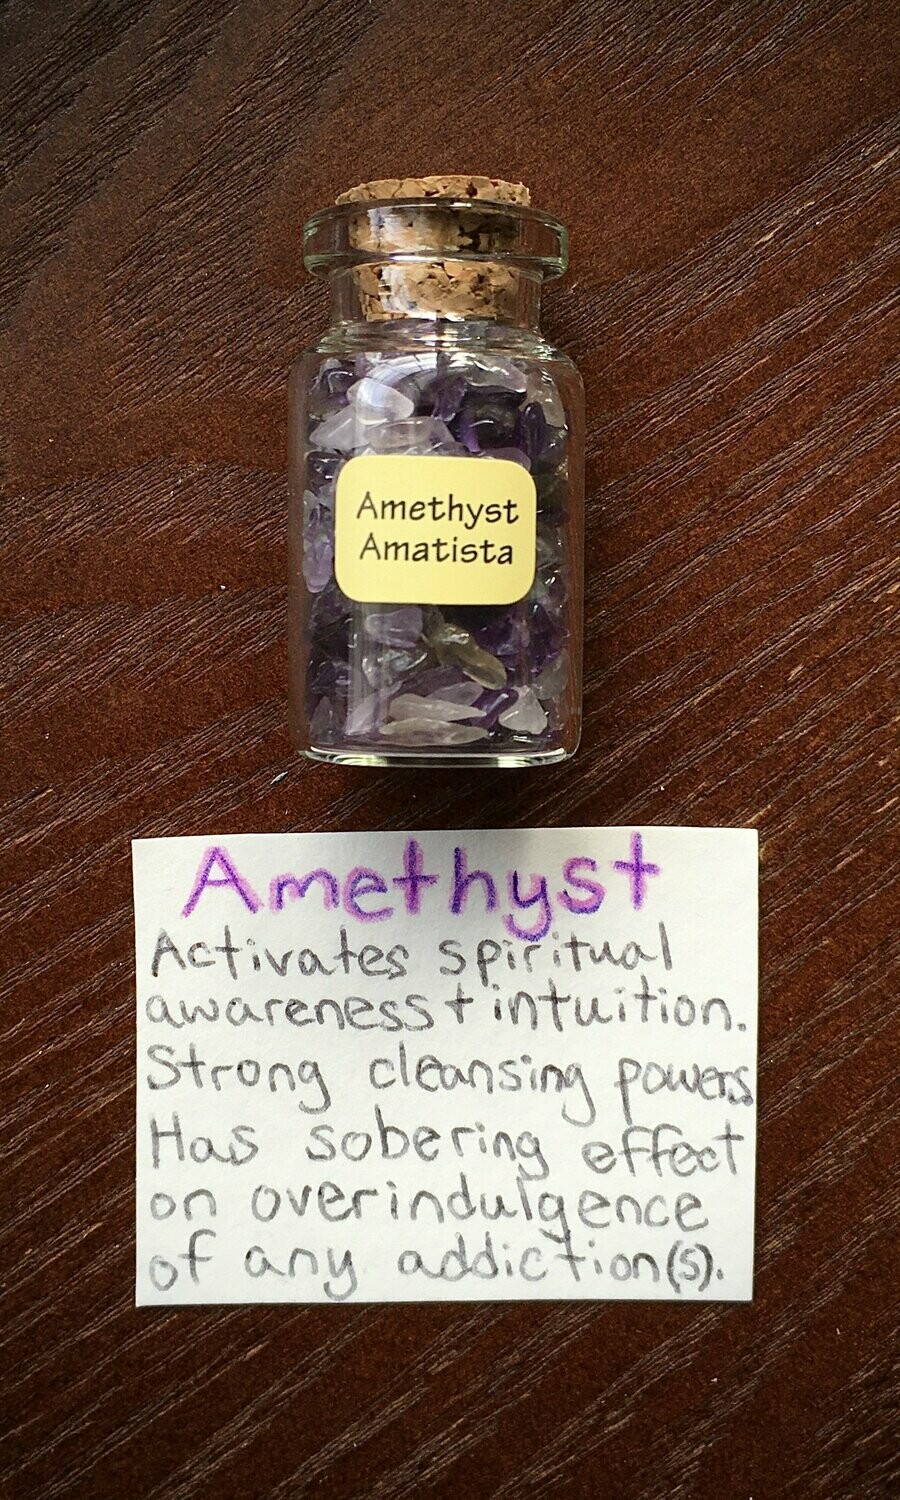 Amethyst
Amatista
Amethyst
Activates spiritual
awareness + intuition.
Strong cleansing powers.
Has sobering effect
on overindulgence
of any addiction(s).